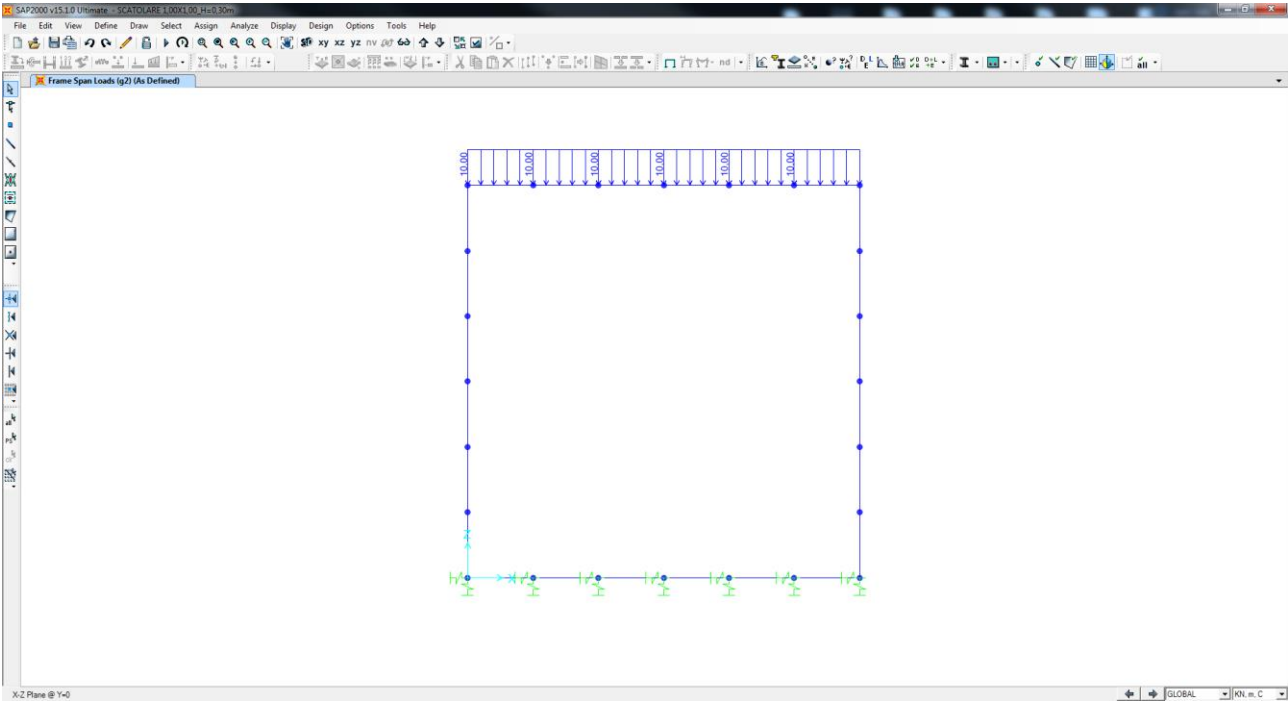 SAP2000 v15.1.0 Ultimate - SCATOLARE 1,00X1,00_H=0,30m
File Edit View Define Draw Select Assign Analyze Display Design Options Tools Help
xy xz yz nv
nd
Frame Span Loads (g2) (As Defined)
10.00 10.00 10.00 10.00 10.00 10.00
Z
X
X-Z Plane @ Y=0
GLOBAL
KN, m, C